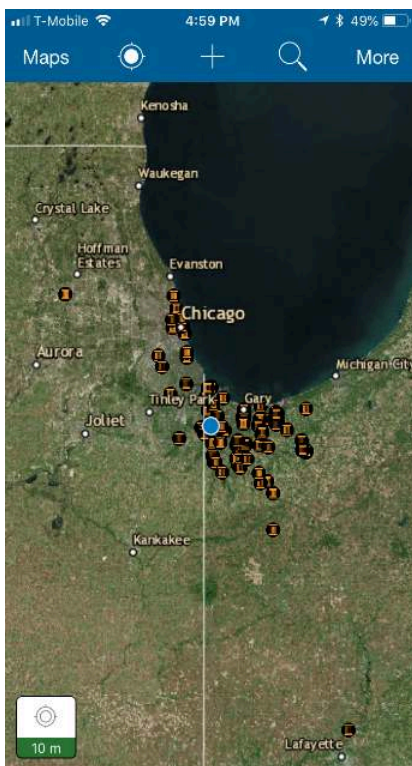 T-Mobile 4:59 PM 49%
Maps More
Kenosha
Waukegan
Crystal Lake
Hoffman
Estates
Evanston
Chicago
Aurora
Michigan City
Tinley Park Gary
Joliet
Kankakee
10 m
Lafayette